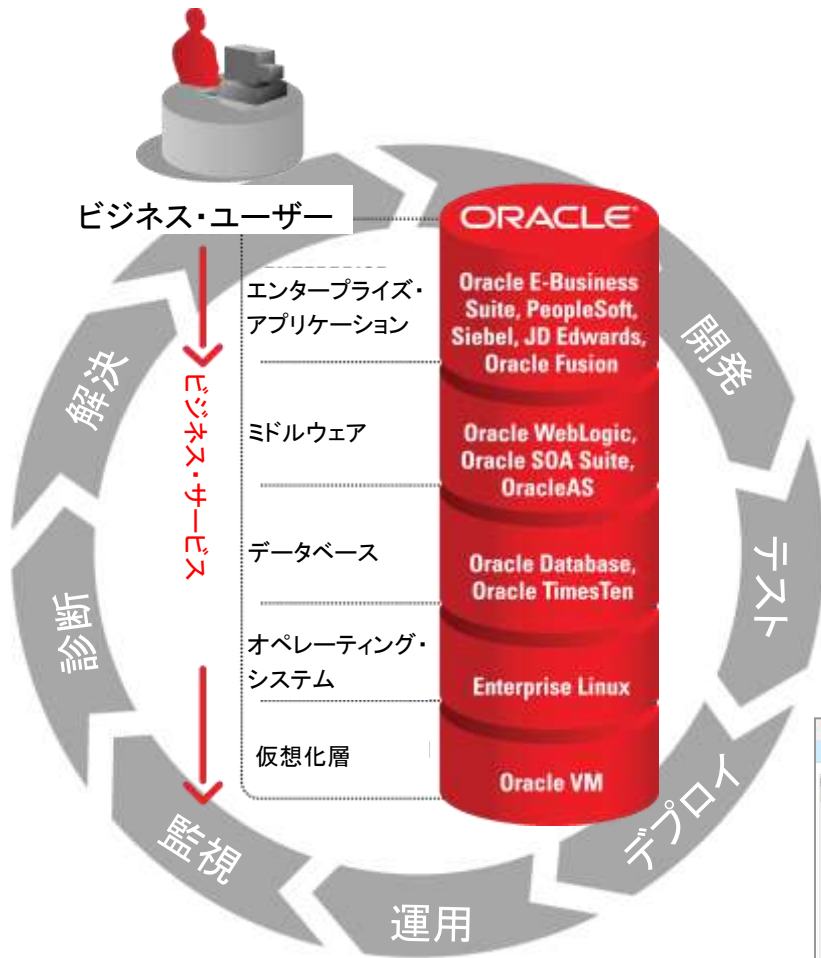 ビジネス・ユーザー
ORACLE
エンタープライズ・
アプリケーション
Oracle E-Business
Suite, PeopleSoft,
Siebel, JD Edwards,
Oracle Fusion
ミドルウェア
Oracle WebLogic,
Oracle SOA Suite,
OracleAS
データベース
Oracle Database,
Oracle TimesTen
オペレーティング・
システム
Enterprise Linux
仮想化層
Oracle VM
ビジネス・サービス
開発
テスト
デプロイ
運用
監視
診断
解決